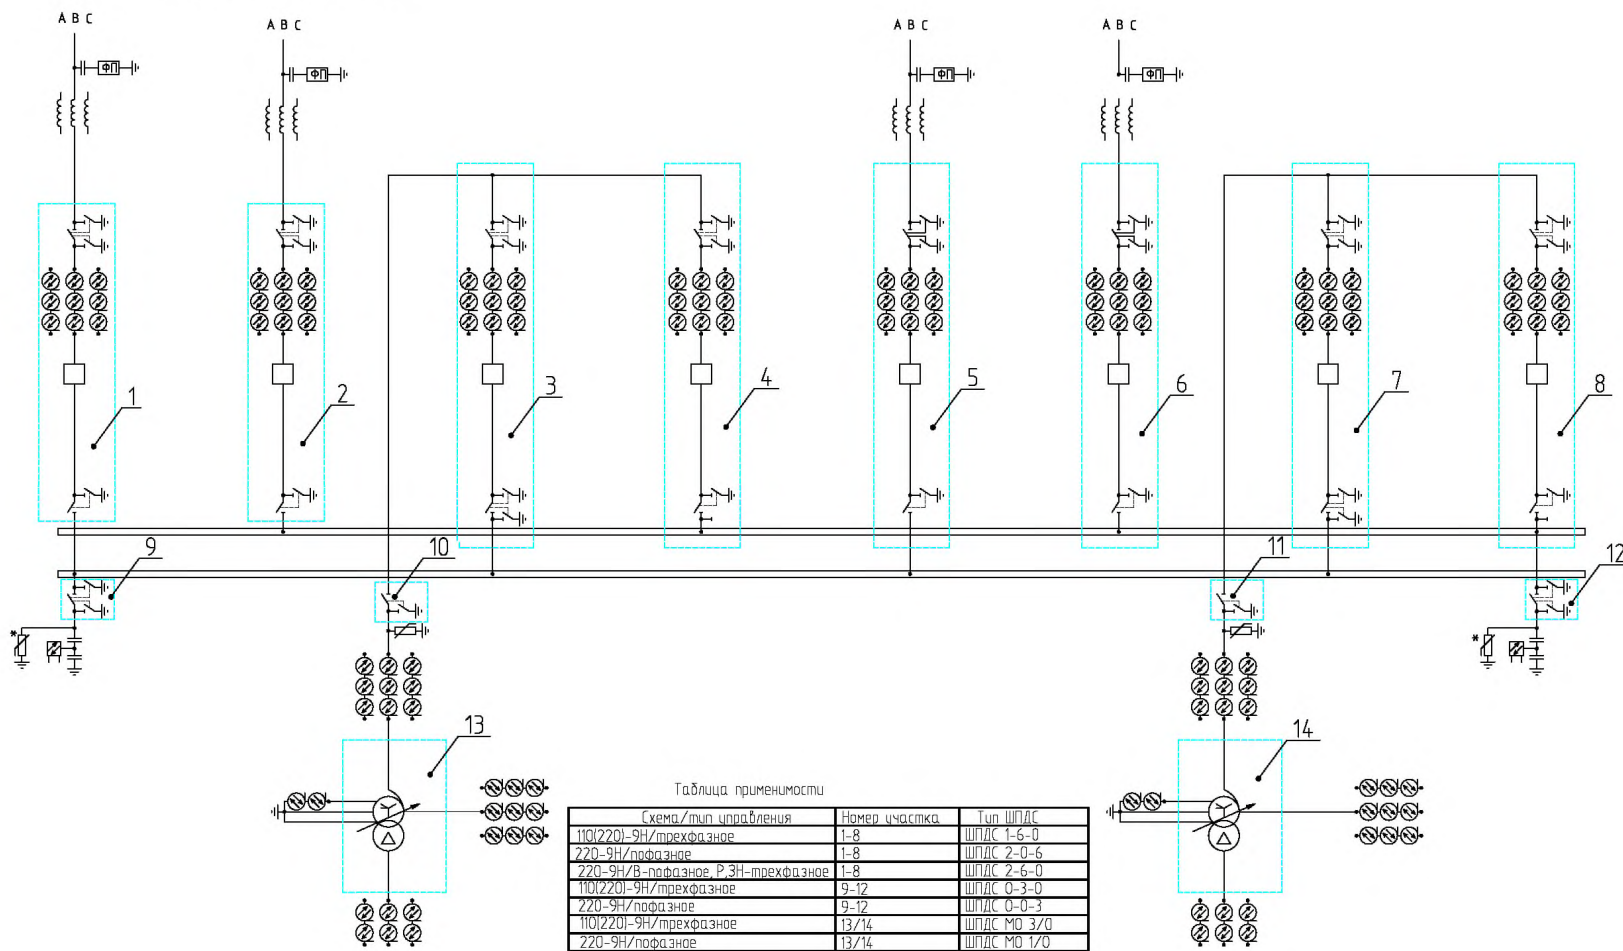 A B C
A B C
A B C
A B C
ФП
ФП
ФП
ФП
1
2
3
4
5
6
7
8
9
10
11
12
*
*
13
14
Таблица применимости
Схема/тип управления Номер участка Тип ШПДС
110(220)-9Н/трехфазное 1-8 ШПДС 1-6-0
220-9Н/пофазное 1-8 ШПДС 2-0-6
220-9Н/В-пофазное, Р,ЗН-трехфазное 1-8 ШПДС 2-6-0
110(220)-9Н/трехфазное 9-12 ШПДС 0-3-0
220-9Н/пофазное 9-12 ШПДС 0-0-3
110(220)-9Н/трехфазное 13/14 ШПДС МО 3/0
220-9Н/пофазное 13/14 ШПДС МО 1/0